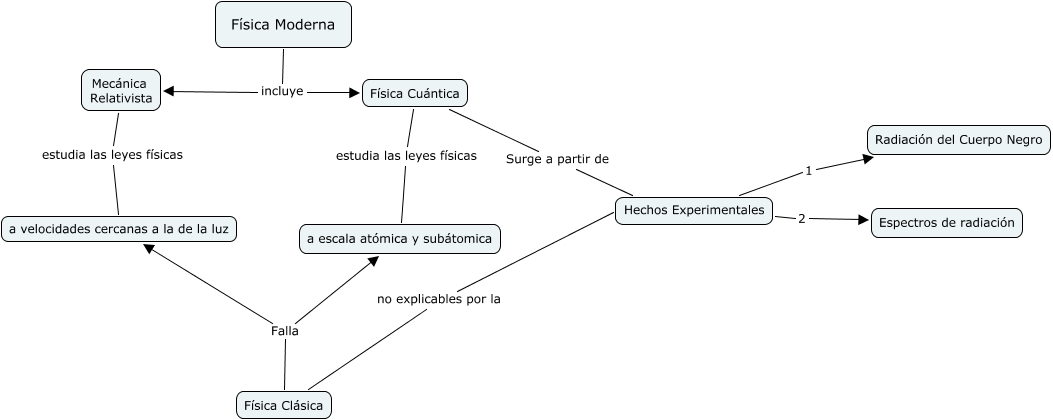 Física Moderna
Mecánica
Relativista
incluye
Física Cuántica
estudia las leyes físicas
estudia las leyes físicas
Surge a partir de
Radiación del Cuerpo Negro
1
Hechos Experimentales
2
Espectros de radiación
a velocidades cercanas a la de la luz
a escala atómica y subátomica
no explicables por la
Falla
Física Clásica